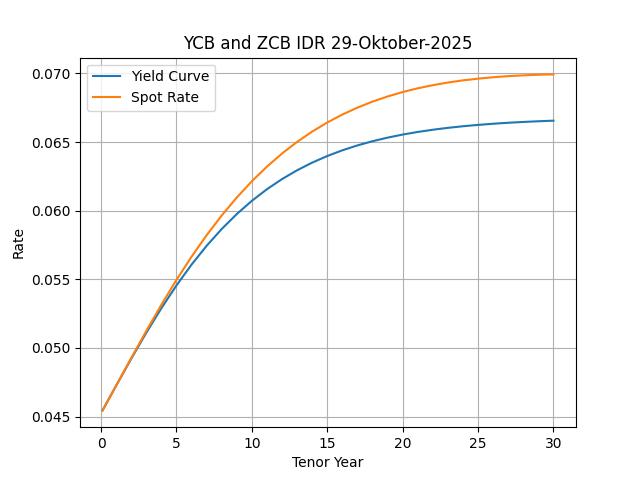 YCB and ZCB IDR 29-Oktober-2025
Yield Curve
Spot Rate
0.070
0.065
0.060
0.055
0.050
0.045
Rate
0 5 10 15 20 25 30
Tenor Year